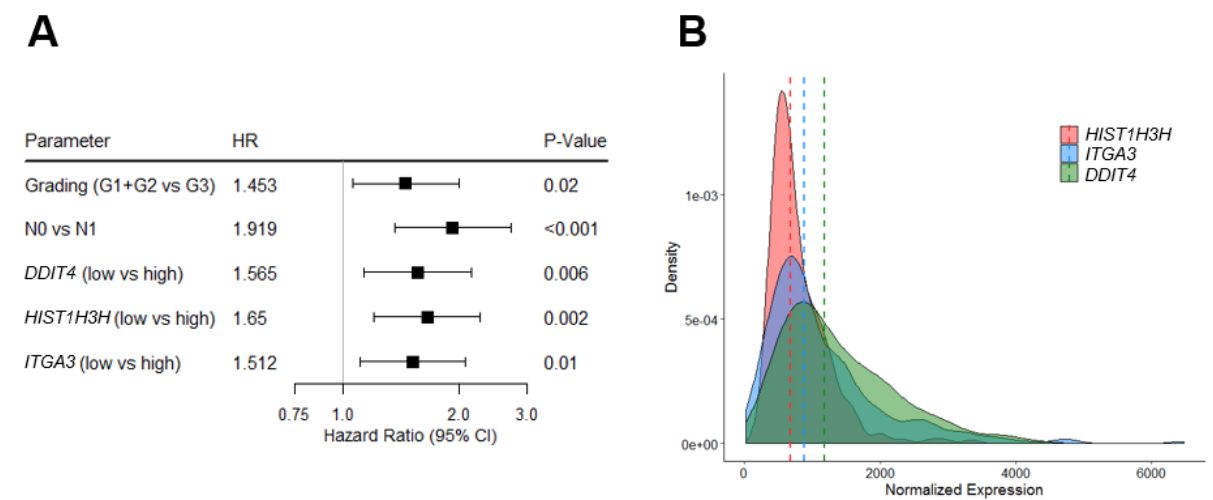 A
Parameter HR P-Value
Grading (G1+G2 vs G3) 1.453 0.02
N0 vs N1 1.919 <0.001
DDIT4 (low vs high) 1.565 0.006
HIST1H3H (low vs high) 1.65 0.002
ITGA3 (low vs high) 1.512 0.01
0.75 1.0 2.0 3.0
Hazard Ratio (95% CI)
B
HIST1H3H
ITGA3
DDIT4
1e-03
5e-04
0e+00
Density
0 2000 4000 6000
Normalized Expression